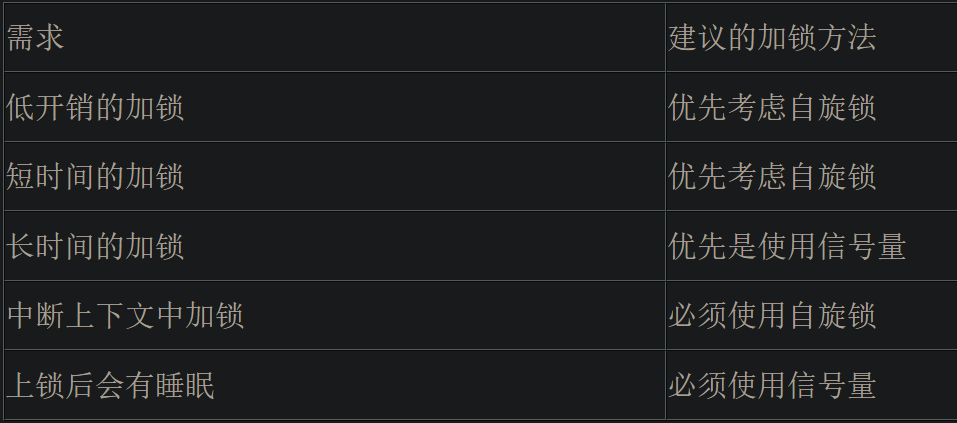 需求 建议的加锁方法
低开销的加锁 优先考虑自旋锁
短时间的加锁 优先考虑自旋锁
长时间的加锁 优先是使用信号量
中断上下文中加锁 必须使用自旋锁
上锁后会有睡眠 必须使用信号量